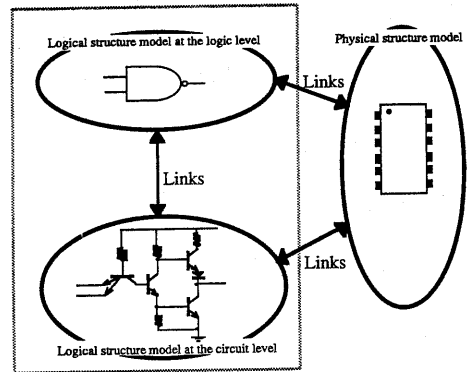 Logical structure model at the logic level
Physical structure model
Links
Links
Links
Logical structure model at the circuit level